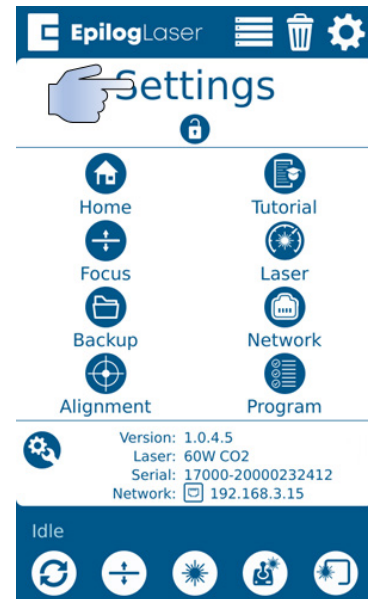 EpilogLaser
Settings
Home Tutorial
Focus Laser
Backup Network
Alignment Program
Version: 1.0.4.5
Laser: 60W CO2
Serial: 17000-20000232412
Network: 192.168.3.15
Idle